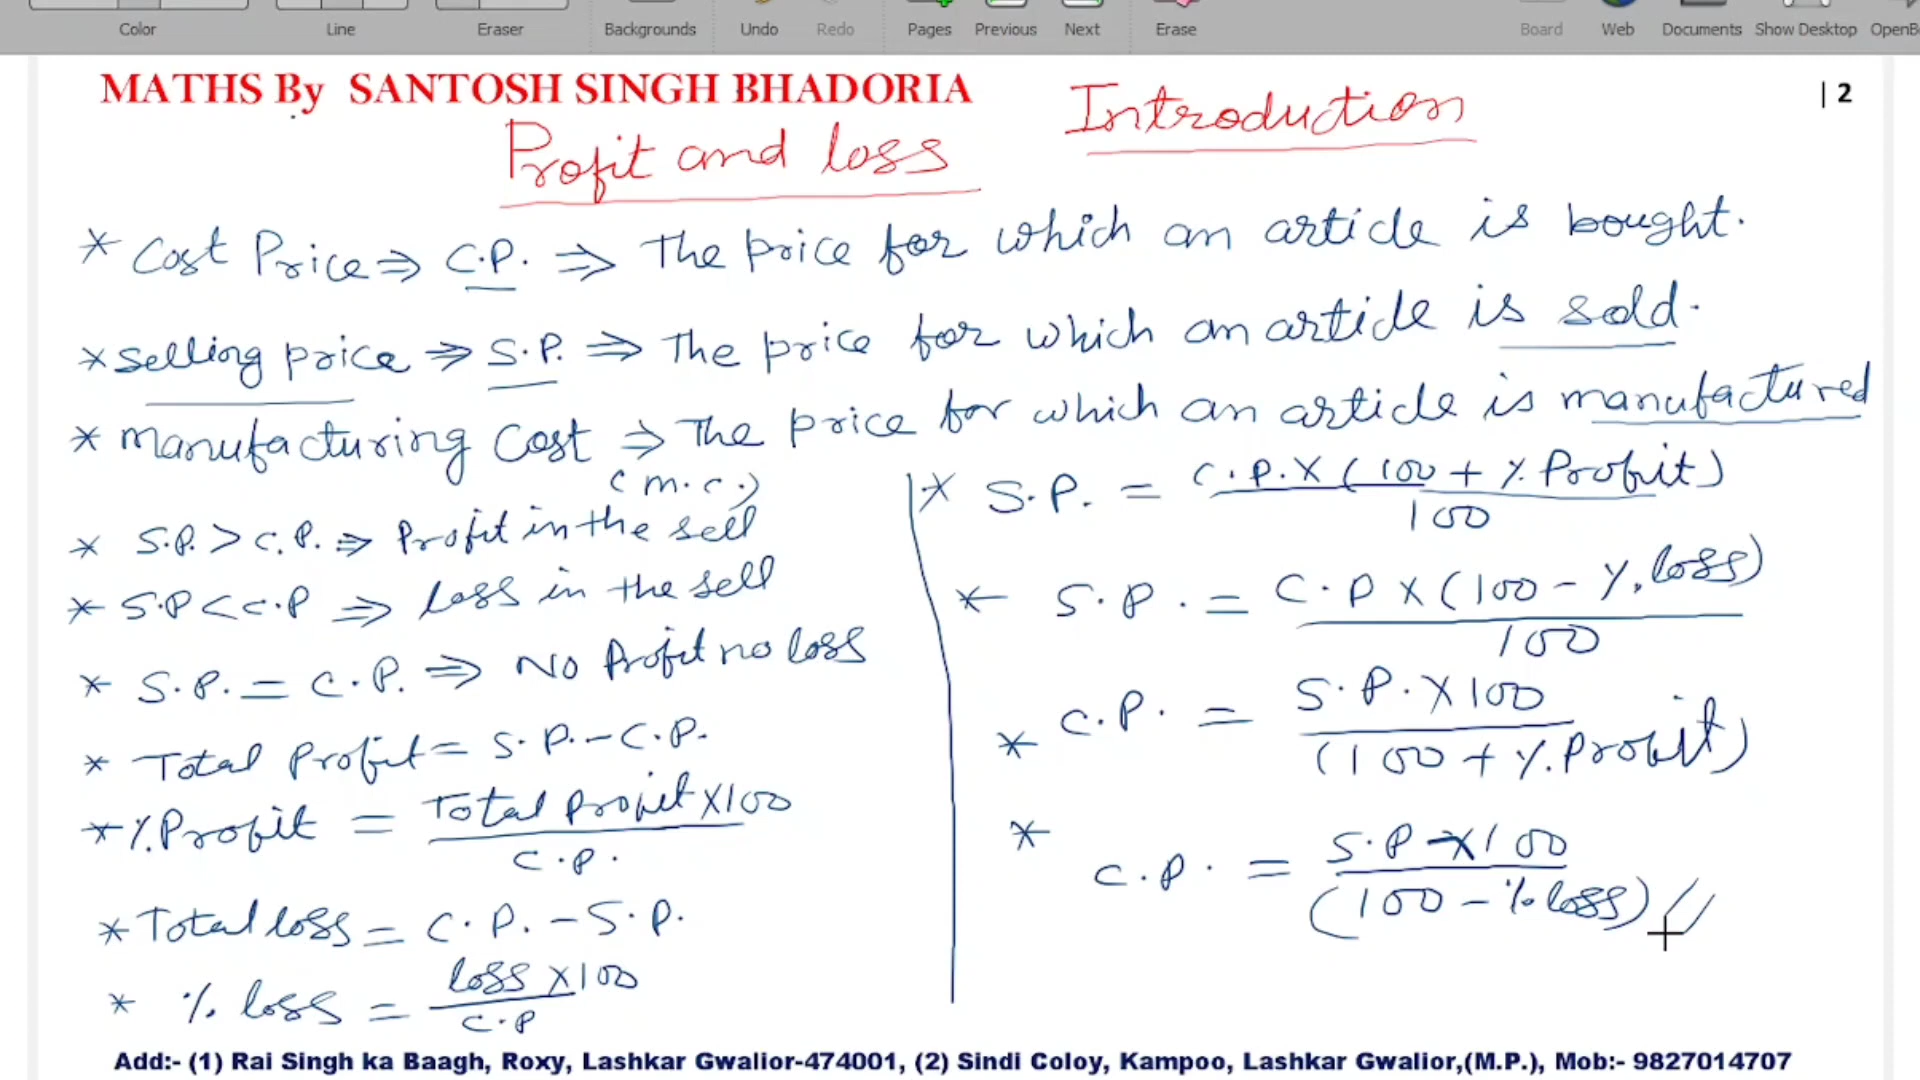 Color Line Eraser Backgrounds Undo Redo Pages Previous Next Erase Board Web Documents Show Desktop OpenB
MATHS By SANTOSH SINGH BHADORIA
Introduction
| 2
Profit and loss
* Cost Price ⇒ C.P. ⇒ The price for which an article is bought.
* Selling price ⇒ S.P. ⇒ The price for which an article is sold.
* manufacturing Cost ⇒ The price for which an article is manufactured
(m.c.)
* S.P. > C.P. ⇒ Profit in the sell
* S.P < C.P ⇒ loss in the sell
* S.P. = C.P. ⇒ No Profit no loss
* Total Profit = S.P. - C.P.
* %Profit = Total Profit X100
C.P.
* Total loss = C.P. - S.P.
* % loss = loss X100
C.P
* S.P. = C.P. X (100 + % Profit)
100
* S.P. = C.P X (100 - % loss)
100
* C.P. = S.P. X 100
(100 + % Profit)
* C.P. = S.P X 100
(100 - % loss)
Add:- (1) Rai Singh ka Baagh, Roxy, Lashkar Gwalior-474001, (2) Sindi Coloy, Kampoo, Lashkar Gwalior,(M.P.), Mob:- 9827014707